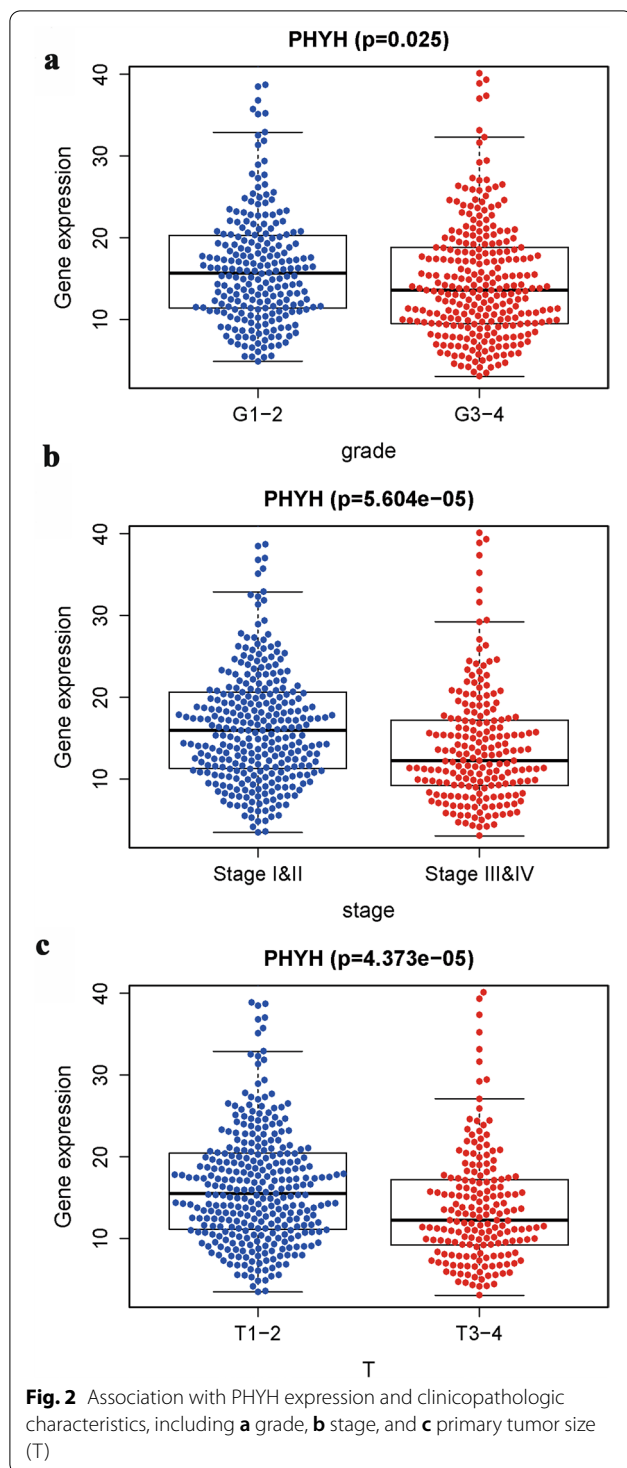 a
PHYH (p=0.025)
Gene expression
40
30
20
10
G1−2
G3−4
grade
b
PHYH (p=5.604e−05)
Gene expression
40
30
20
10
Stage I&II
Stage III&IV
stage
c
PHYH (p=4.373e−05)
Gene expression
40
30
20
10
T1−2
T3−4
T
Fig. 2 Association with PHYH expression and clinicopathologic
characteristics, including a grade, b stage, and c primary tumor size
(T)